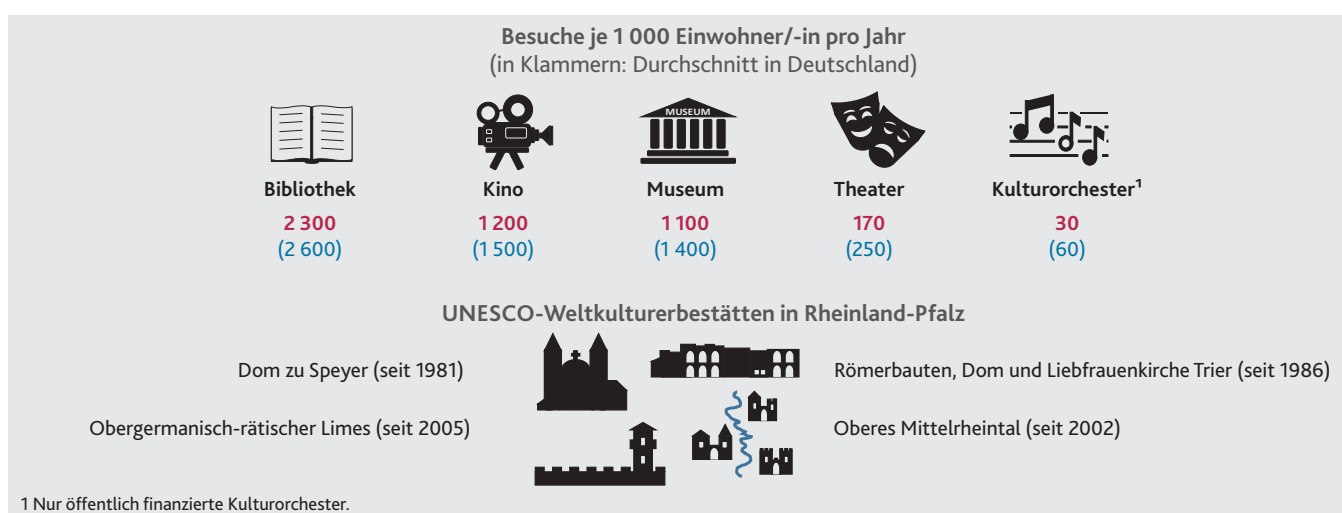 Besuche je 1 000 Einwohner/-in pro Jahr
(in Klammern: Durchschnitt in Deutschland)
MUSEUM
Bibliothek Kino Museum Theater Kulturorchester¹
2 300 1 200 1 100 170 30
(2 600) (1 500) (1 400) (250) (60)
UNESCO-Weltkulturerbestätten in Rheinland-Pfalz
Dom zu Speyer (seit 1981) Römerbauten, Dom und Liebfrauenkirche Trier (seit 1986)
Obergermanisch-rätischer Limes (seit 2005) Oberes Mittelrheintal (seit 2002)
1 Nur öffentlich finanzierte Kulturorchester.